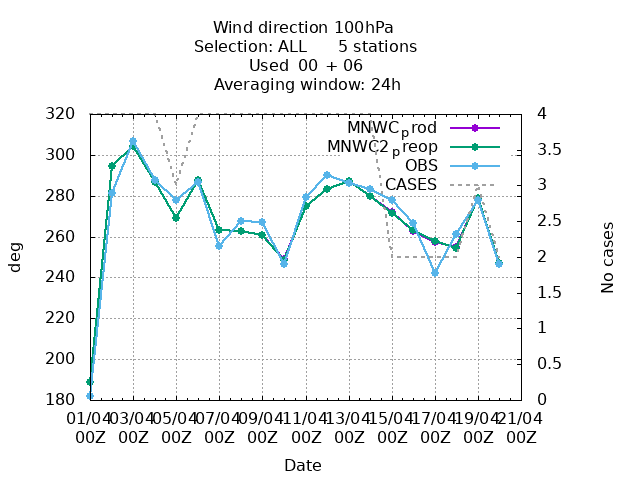 Wind direction 100hPa
Selection: ALL 5 stations
Used 00 + 06
Averaging window: 24h
320
300
280
260
240
220
200
180
deg
4
3.5
3
2.5
2
1.5
1
0.5
0
No cases
MNWCprod
MNWC2preop
OBS
CASES
01/04 03/04 05/04 07/04 09/04 11/04 13/04 15/04 17/04 19/04 21/04
00Z 00Z 00Z 00Z 00Z 00Z 00Z 00Z 00Z 00Z 00Z
Date